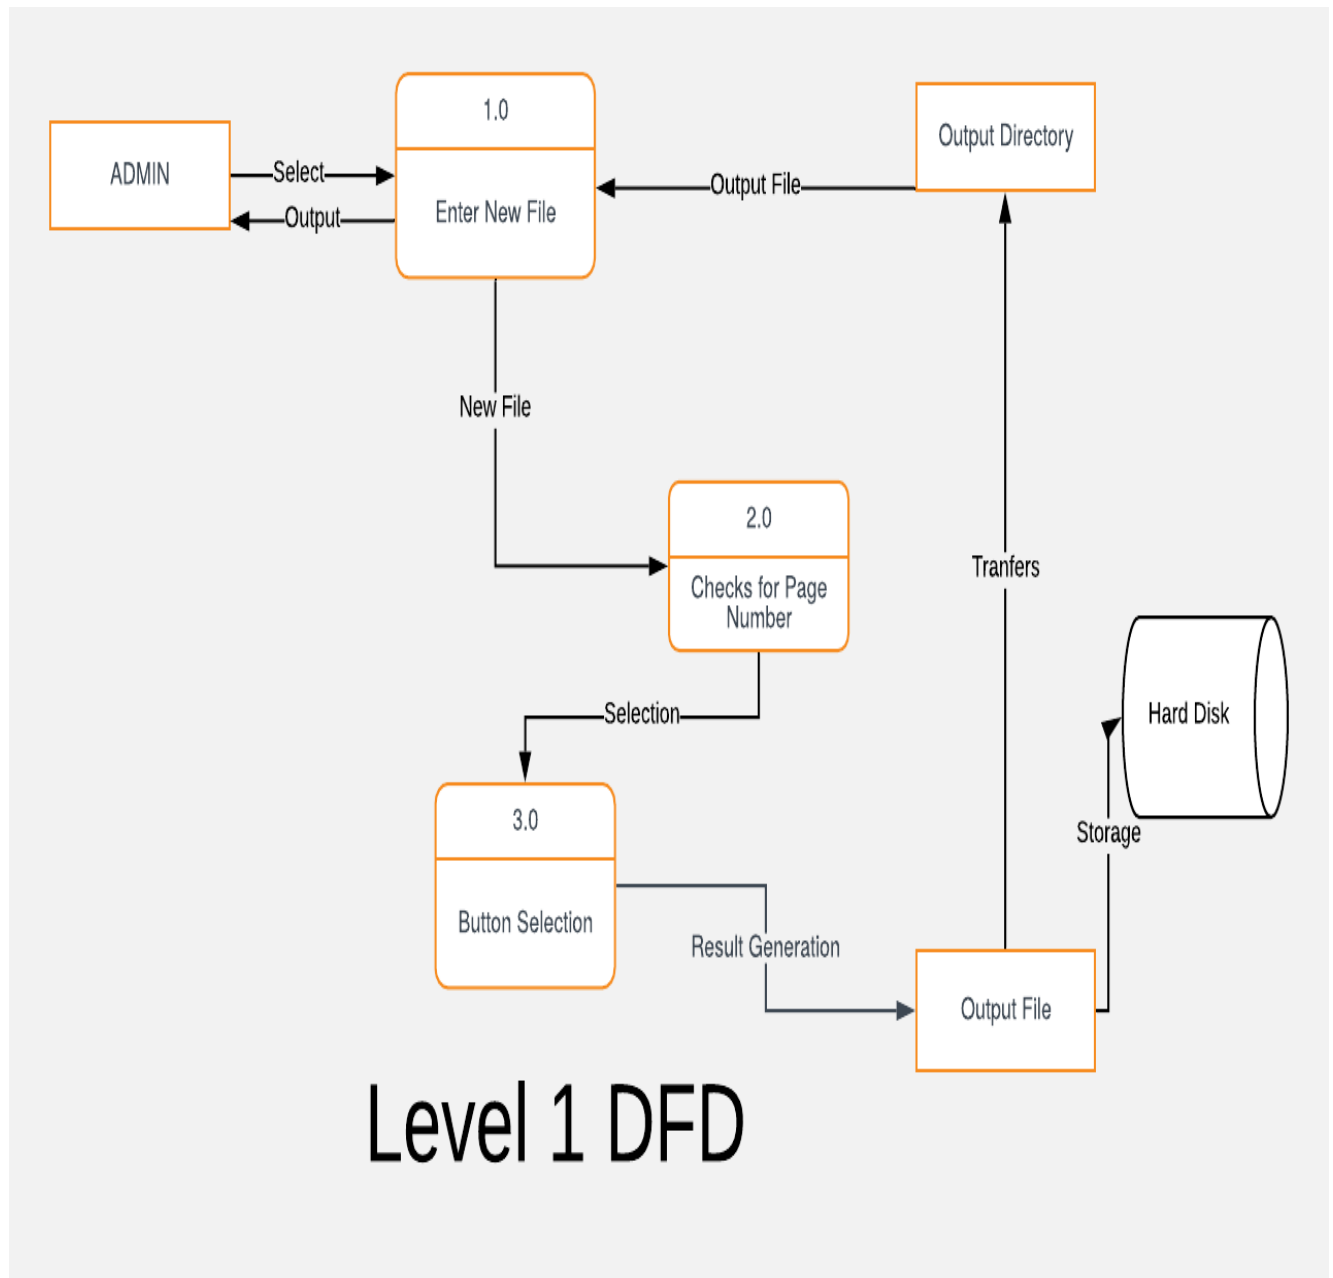 1.0
Output Directory
ADMIN
Select
Output File
Enter New File
Output
New File
2.0
Tranfers
Checks for Page
Number
Selection
Hard Disk
3.0
Storage
Button Selection
Result Generation
Output File
Level 1 DFD